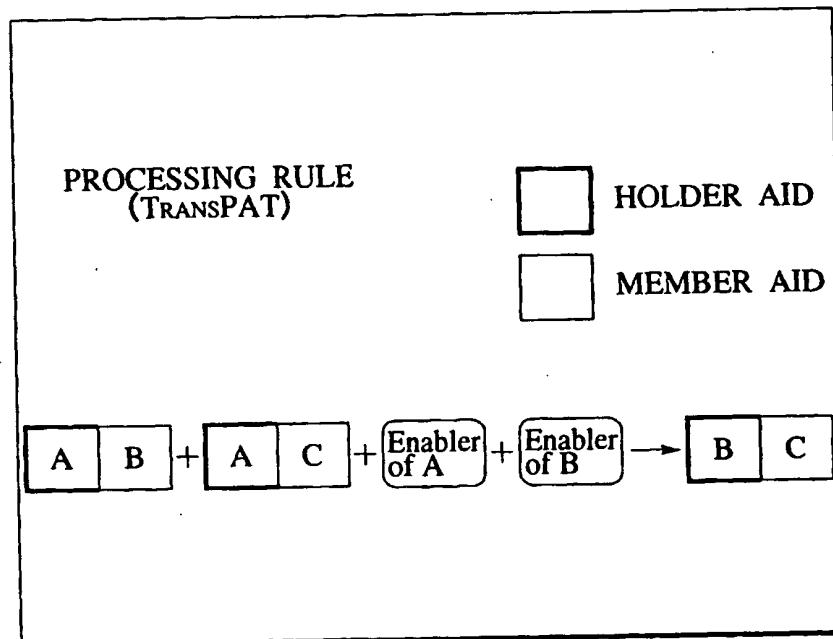 PROCESSING RULE
(TRANSPAT)
HOLDER AID
MEMBER AID
A B + A C + Enabler of A + Enabler of B → B C